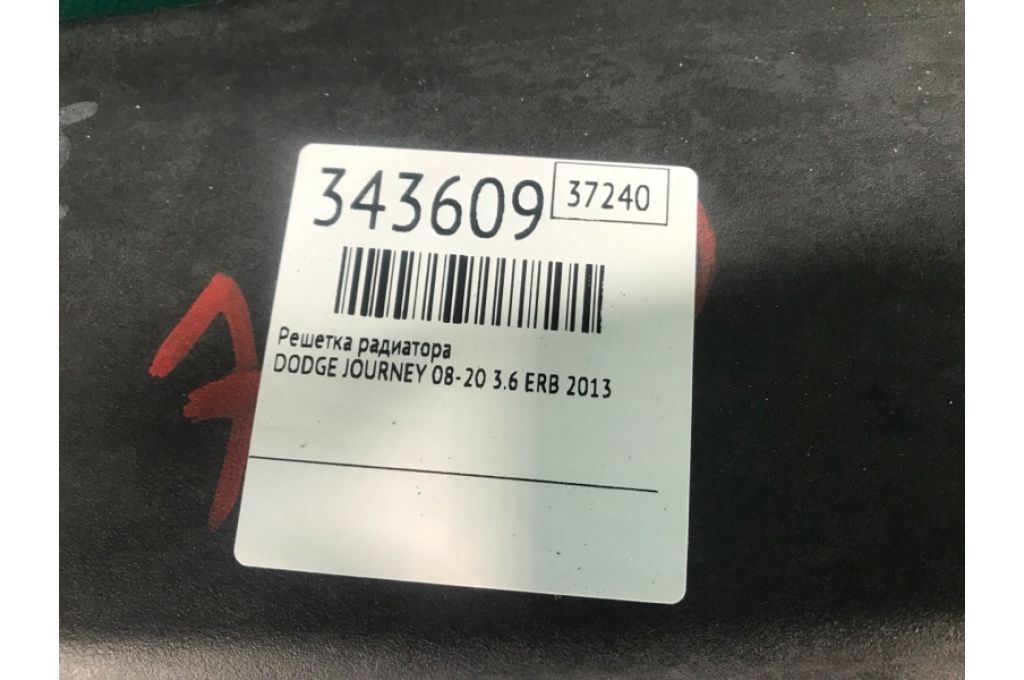 343609
37240
Решетка радиатора
DODGE JOURNEY 08-20 3.6 ERB 2013